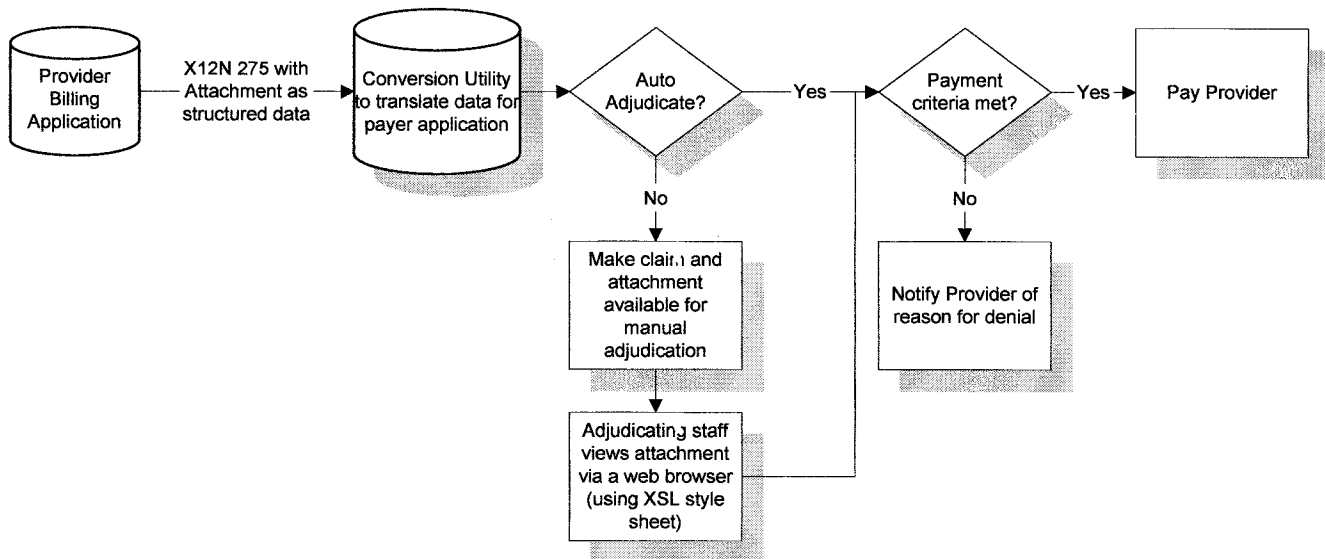 Provider
Billing
Application
X12N 275 with
Attachment as
structured data
Conversion Utility
to translate data for
payer application
Auto
Adjudicate?
Yes
Payment
criteria met?
Yes
Pay Provider
No
No
Make claim and
attachment
available for
manual
adjudication
Notify Provider of
reason for denial
Adjudicating staff
views attachment
via a web browser
(using XSL style
sheet)